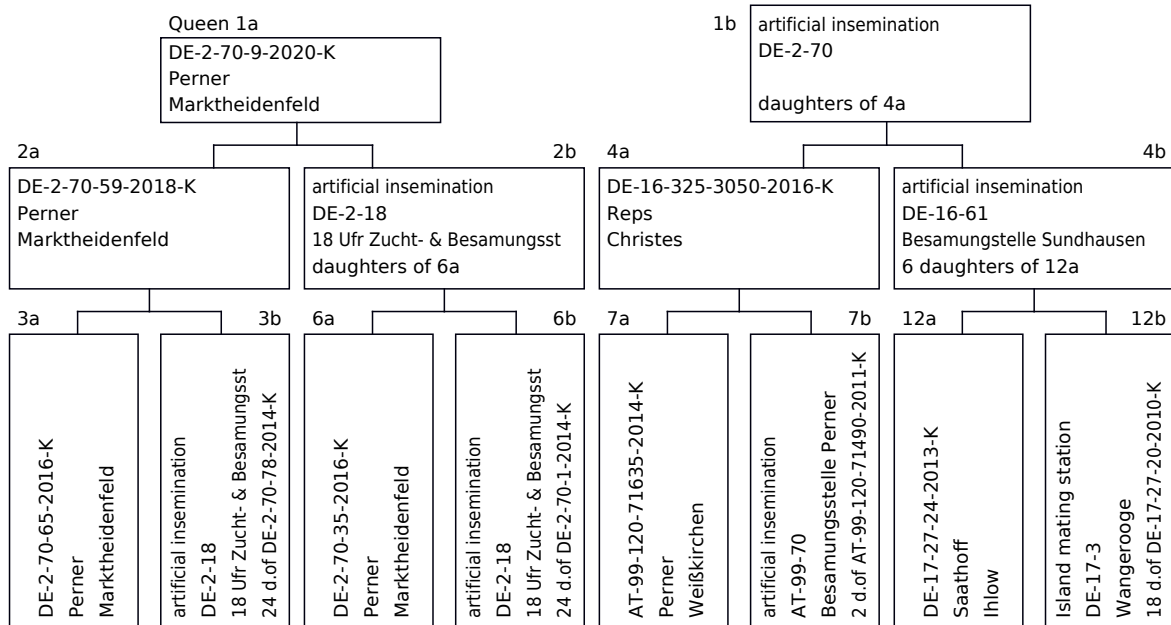 Queen 1a
DE-2-70-9-2020-K
Perner
Marktheidenfeld
1b
artificial insemination
DE-2-70
daughters of 4a
2a
DE-2-70-59-2018-K
Perner
Marktheidenfeld
2b
artificial insemination
DE-2-18
18 Ufr Zucht- & Besamungsst
daughters of 6a
4a
DE-16-325-3050-2016-K
Reps
Christes
4b
artificial insemination
DE-16-61
Besamungstelle Sundhausen
6 daughters of 12a
3a
DE-2-70-65-2016-K
Perner
Marktheidenfeld
3b
artificial insemination
DE-2-18
18 Ufr Zucht- & Besamungsst
24 d.of DE-2-70-78-2014-K
6a
DE-2-70-35-2016-K
Perner
Marktheidenfeld
6b
artificial insemination
DE-2-18
18 Ufr Zucht- & Besamungsst
24 d.of DE-2-70-1-2014-K
7a
AT-99-120-71635-2014-K
Perner
Weißkirchen
7b
artificial insemination
AT-99-70
Besamungsstelle Perner
2 d.of AT-99-120-71490-2011-K
12a
DE-17-27-24-2013-K
Saathoff
Ihlow
12b
Island mating station
DE-17-3
Wangerooge
18 d.of DE-17-27-20-2010-K